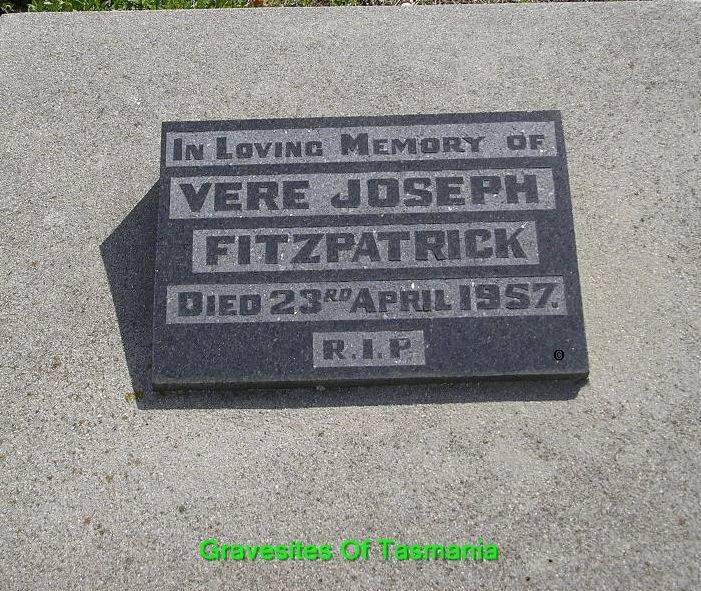 In Loving Memory of
VERE JOSEPH
FITZPATRICK
Died 23RD April 1957.
R.I.P.
©
Gravesites Of Tasmania